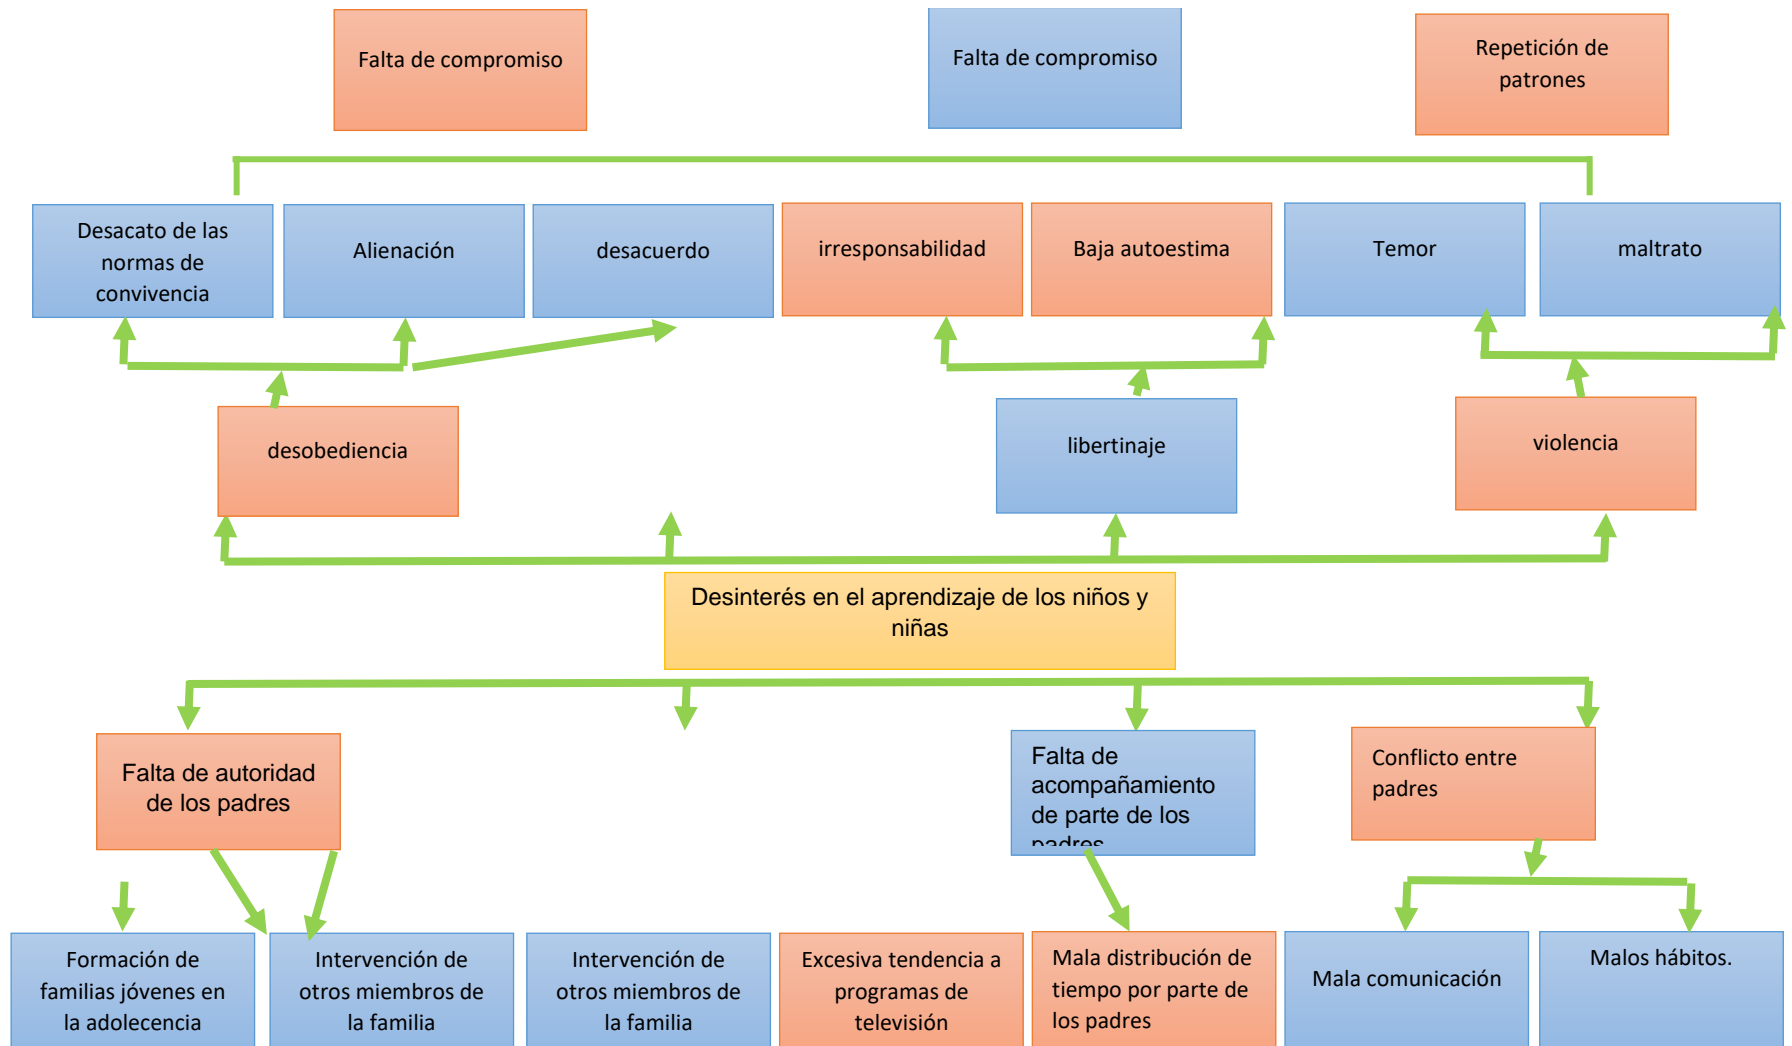 Falta de compromiso
Falta de compromiso
Repetición de
patrones
Desacato de las
normas de
convivencia
Alienación
desacuerdo
irresponsabilidad
Baja autoestima
Temor
maltrato
desobediencia
libertinaje
violencia
Desinterés en el aprendizaje de los niños y
niñas
Falta de autoridad
de los padres
Falta de
acompañamiento
de parte de los
padres
Conflicto entre
padres
Formación de
familias jóvenes en
la adolecencia
Intervención de
otros miembros de
la familia
Intervención de
otros miembros de
la familia
Excesiva tendencia a
programas de
televisión
Mala distribución de
tiempo por parte de
los padres
Mala comunicación
Malos hábitos.